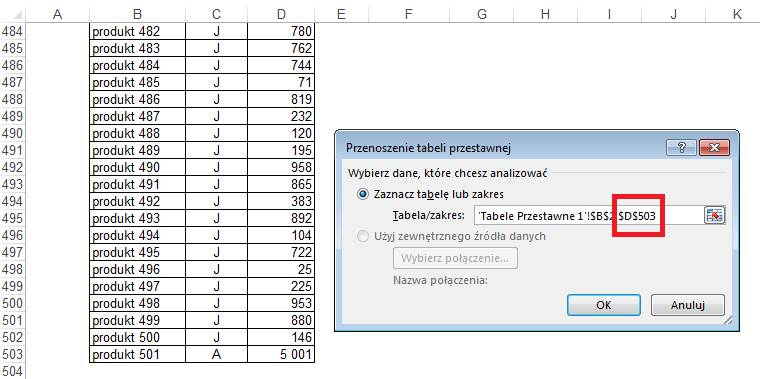 A B C D E F G H I J K
484 produkt 482 J 780
485 produkt 483 J 762
486 produkt 484 J 744
487 produkt 485 J 71
488 produkt 486 J 819
489 produkt 487 J 232
490 produkt 488 J 120
491 produkt 489 J 195
492 produkt 490 J 958
493 produkt 491 J 865
494 produkt 492 J 383
495 produkt 493 J 892
496 produkt 494 J 104
497 produkt 495 J 722
498 produkt 496 J 25
499 produkt 497 J 225
500 produkt 498 J 953
501 produkt 499 J 880
502 produkt 500 J 146
503 produkt 501 A 5 001
504
Przenoszenie tabeli przestawnej
Wybierz dane, które chcesz analizować
Zaznacz tabelę lub zakres
Tabela/zakres: 'Tabele Przestawne 1'!$B$2:$D$503
Użyj zewnętrznego źródła danych
Wybierz połączenie...
Nazwa połączenia:
OK Anuluj